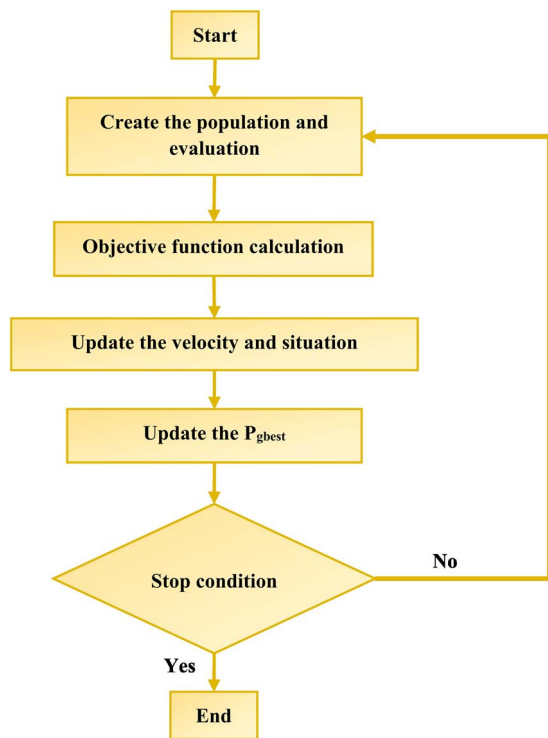 Start
Create the population and
evaluation
Objective function calculation
Update the velocity and situation
Update the Pgbest
Stop condition
No
Yes
End